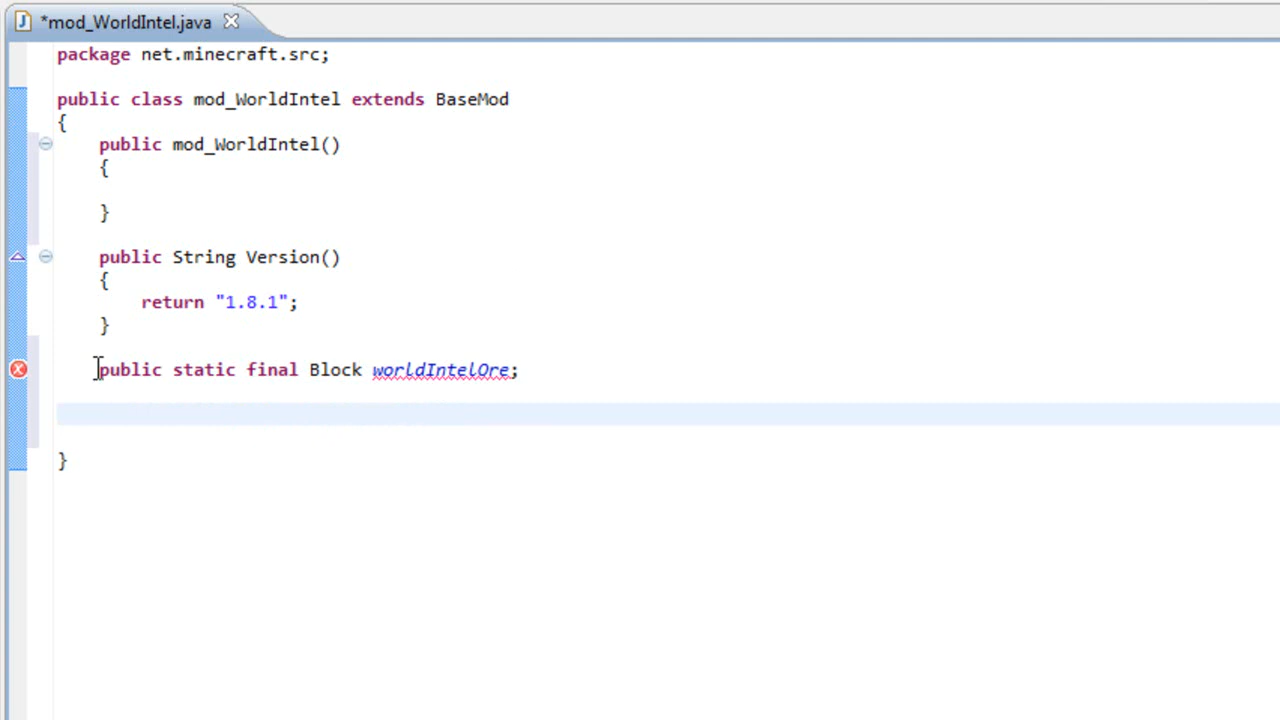 *mod_WorldIntel.java
package net.minecraft.src;
public class mod_WorldIntel extends BaseMod
{
public mod_WorldIntel()
{
}
public String Version()
{
return "1.8.1";
}
public static final Block worldIntelOre;
}